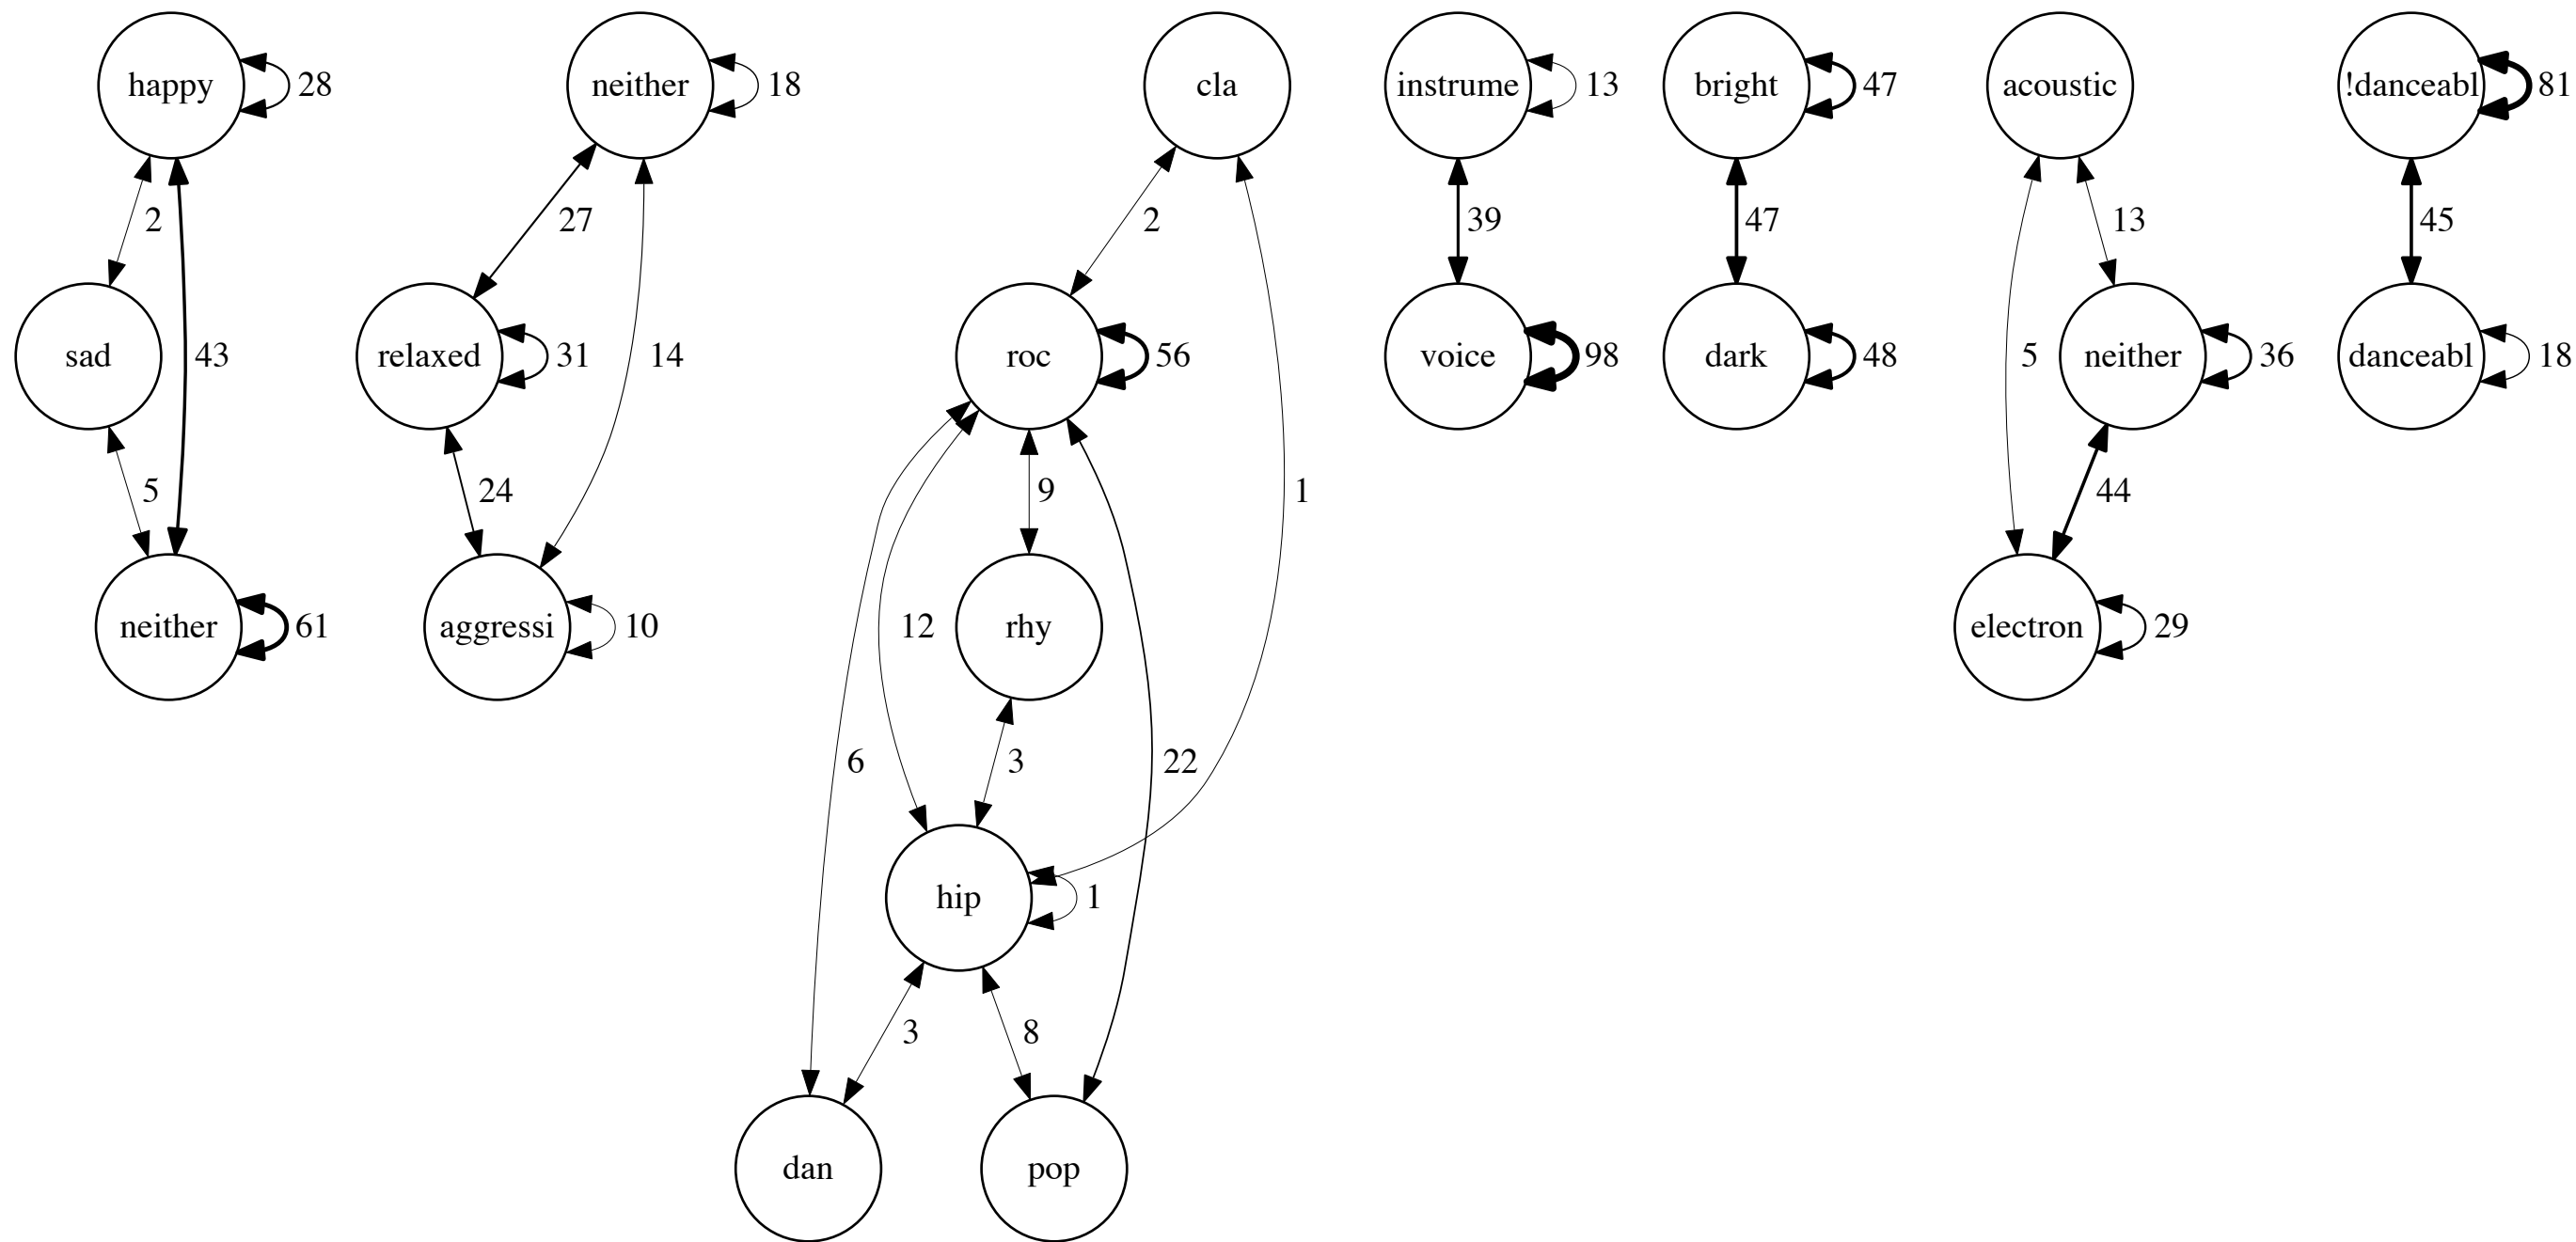 happy
28
neither
18
cla
instrume
13
bright
47
acoustic
!danceabl
81
2
27
2
39
47
13
45
sad
43
relaxed
31
14
roc
56
voice
98
dark
48
5
neither
36
danceabl
18
5
24
9
1
44
neither
61
aggressi
10
12
rhy
electron
29
6
3
22
hip
1
3
8
dan
pop